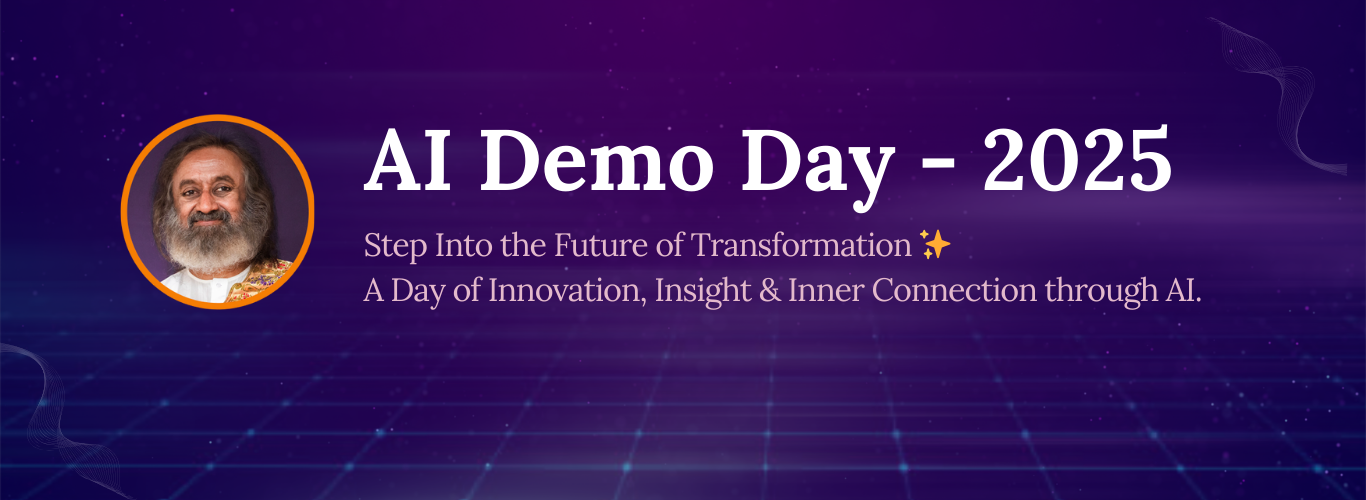 AI Demo Day - 2025
Step Into the Future of Transformation ✨
A Day of Innovation, Insight & Inner Connection through AI.